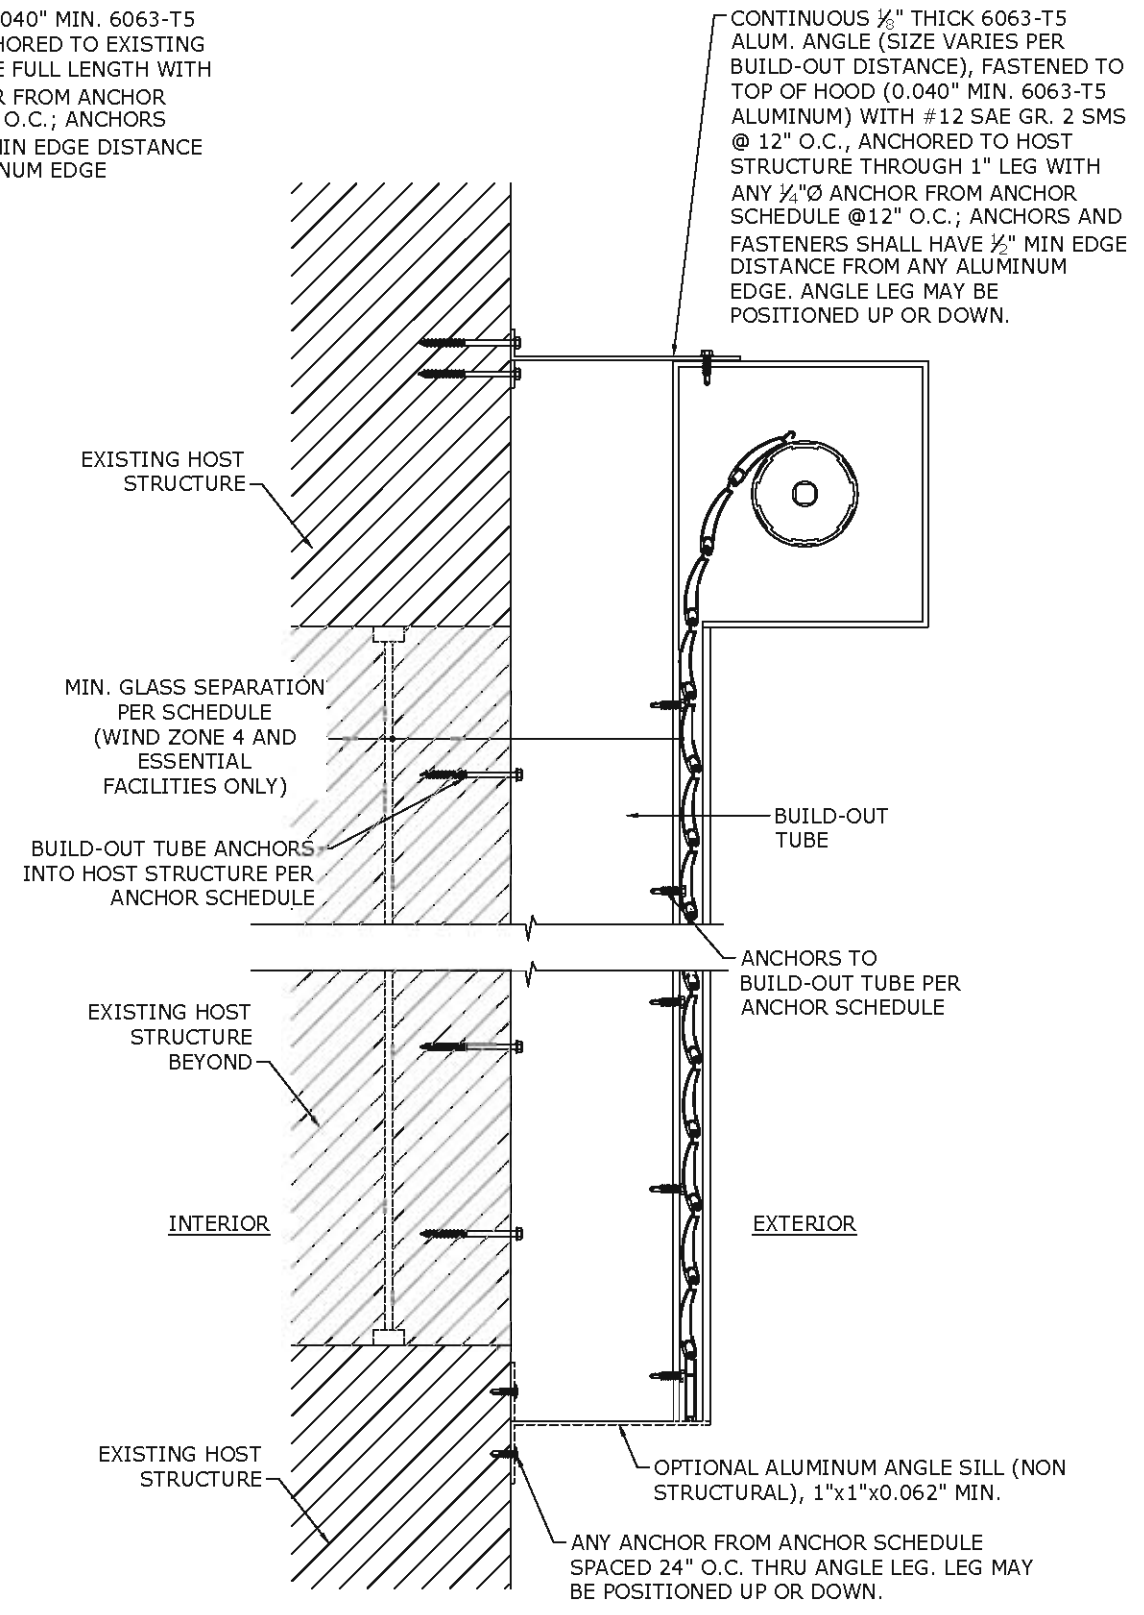 040" MIN. 6063-T5
HORED TO EXISTING
E FULL LENGTH WITH
R FROM ANCHOR
O.C.; ANCHORS
MIN EDGE DISTANCE
NUM EDGE
CONTINUOUS ⅛" THICK 6063-T5
ALUM. ANGLE (SIZE VARIES PER
BUILD-OUT DISTANCE), FASTENED TO
TOP OF HOOD (0.040" MIN. 6063-T5
ALUMINUM) WITH #12 SAE GR. 2 SMS
@ 12" O.C., ANCHORED TO HOST
STRUCTURE THROUGH 1" LEG WITH
ANY ¼"Ø ANCHOR FROM ANCHOR
SCHEDULE @12" O.C.; ANCHORS AND
FASTENERS SHALL HAVE ½" MIN EDGE
DISTANCE FROM ANY ALUMINUM
EDGE. ANGLE LEG MAY BE
POSITIONED UP OR DOWN.
EXISTING HOST
STRUCTURE
MIN. GLASS SEPARATION
PER SCHEDULE
(WIND ZONE 4 AND
ESSENTIAL
FACILITIES ONLY)
BUILD-OUT
TUBE
BUILD-OUT TUBE ANCHORS
INTO HOST STRUCTURE PER
ANCHOR SCHEDULE
ANCHORS TO
BUILD-OUT TUBE PER
ANCHOR SCHEDULE
EXISTING HOST
STRUCTURE
BEYOND
INTERIOR
EXTERIOR
EXISTING HOST
STRUCTURE
OPTIONAL ALUMINUM ANGLE SILL (NON
STRUCTURAL), 1"x1"x0.062" MIN.
ANY ANCHOR FROM ANCHOR SCHEDULE
SPACED 24" O.C. THRU ANGLE LEG. LEG MAY
BE POSITIONED UP OR DOWN.